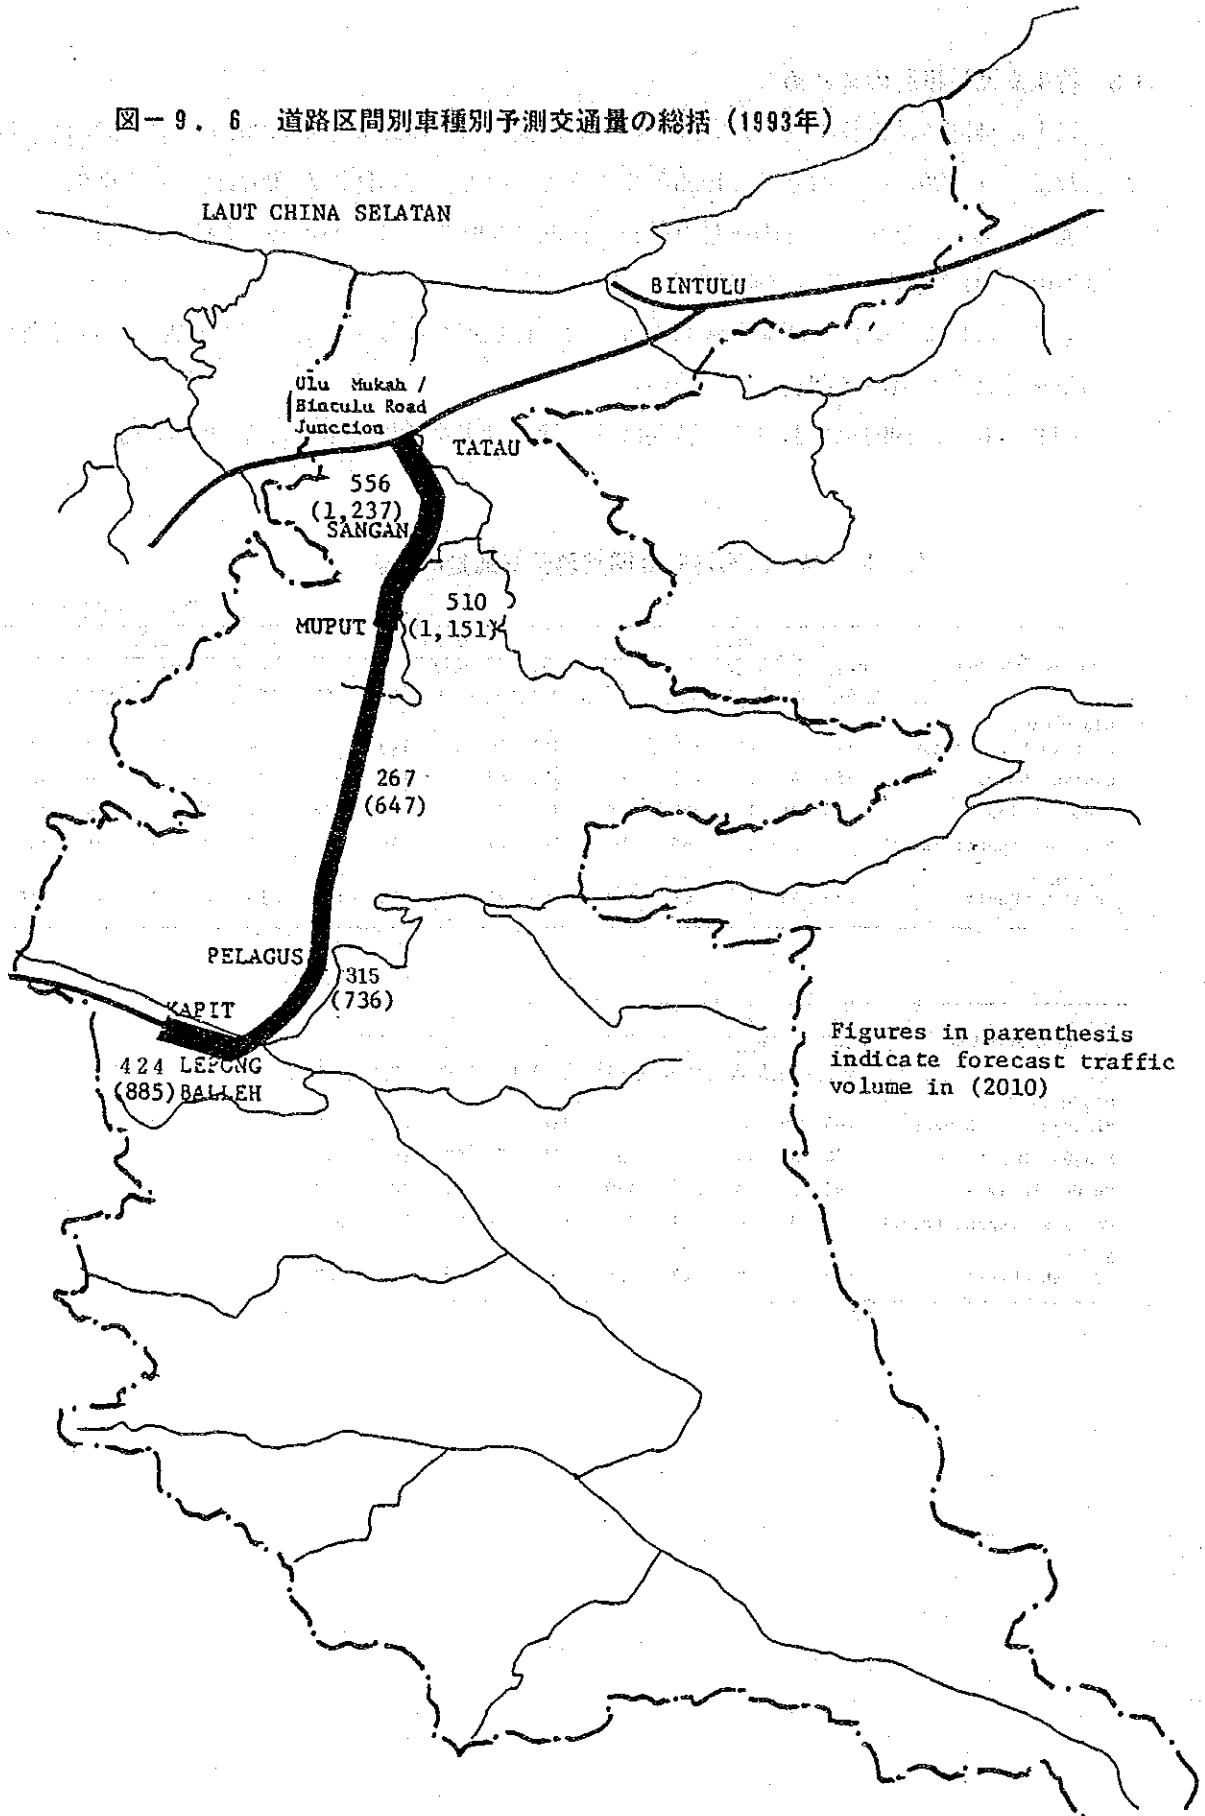 図－9. 6 道路区間別車種別予測交通量の総括 (1993年)
LAUT CHINA SELATAN
BINTULU
Ulu Mukah /
Bintulu Road
Junction
TATAU
556
(1,237)
SANGAN
510
(1,151)
MUPUT
267
(647)
PELAGUS
315
(736)
KAPIT
424 LEPONG
(885) BALLEH
Figures in parenthesis
indicate forecast traffic
volume in (2010)